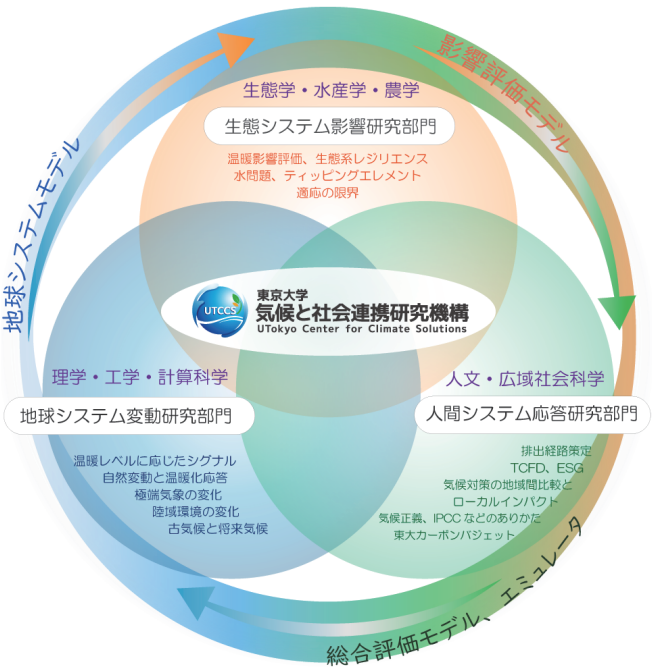 影響評価モデル
生態学・水産学・農学
生態システム影響研究部門
温暖影響評価、生態系レジリエンス
水問題、ティッピングエレメント
適応の限界
地球システムモデル
UTCCS
東京大学
気候と社会連携研究機構
UTokyo Center for Climate Solutions
理学・工学・計算科学
地球システム変動研究部門
温暖レベルに応じたシグナル
自然変動と温暖化応答
極端気象の変化
陸域環境の変化
古気候と将来気候
人文・広域社会科学
人間システム応答研究部門
排出経路策定
TCFD、ESG
気候対策の地域間比較と
ローカルインパクト
気候正義、IPCCなどのありかた
東大カーボンバジェット
総合評価モデル、エミュレータ